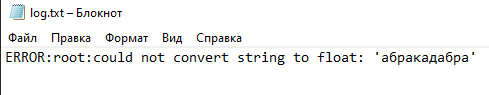 log.txt – Блокнот
Файл Правка Формат Вид Справка
ERROR:root:could not convert string to float: 'абракадабра'